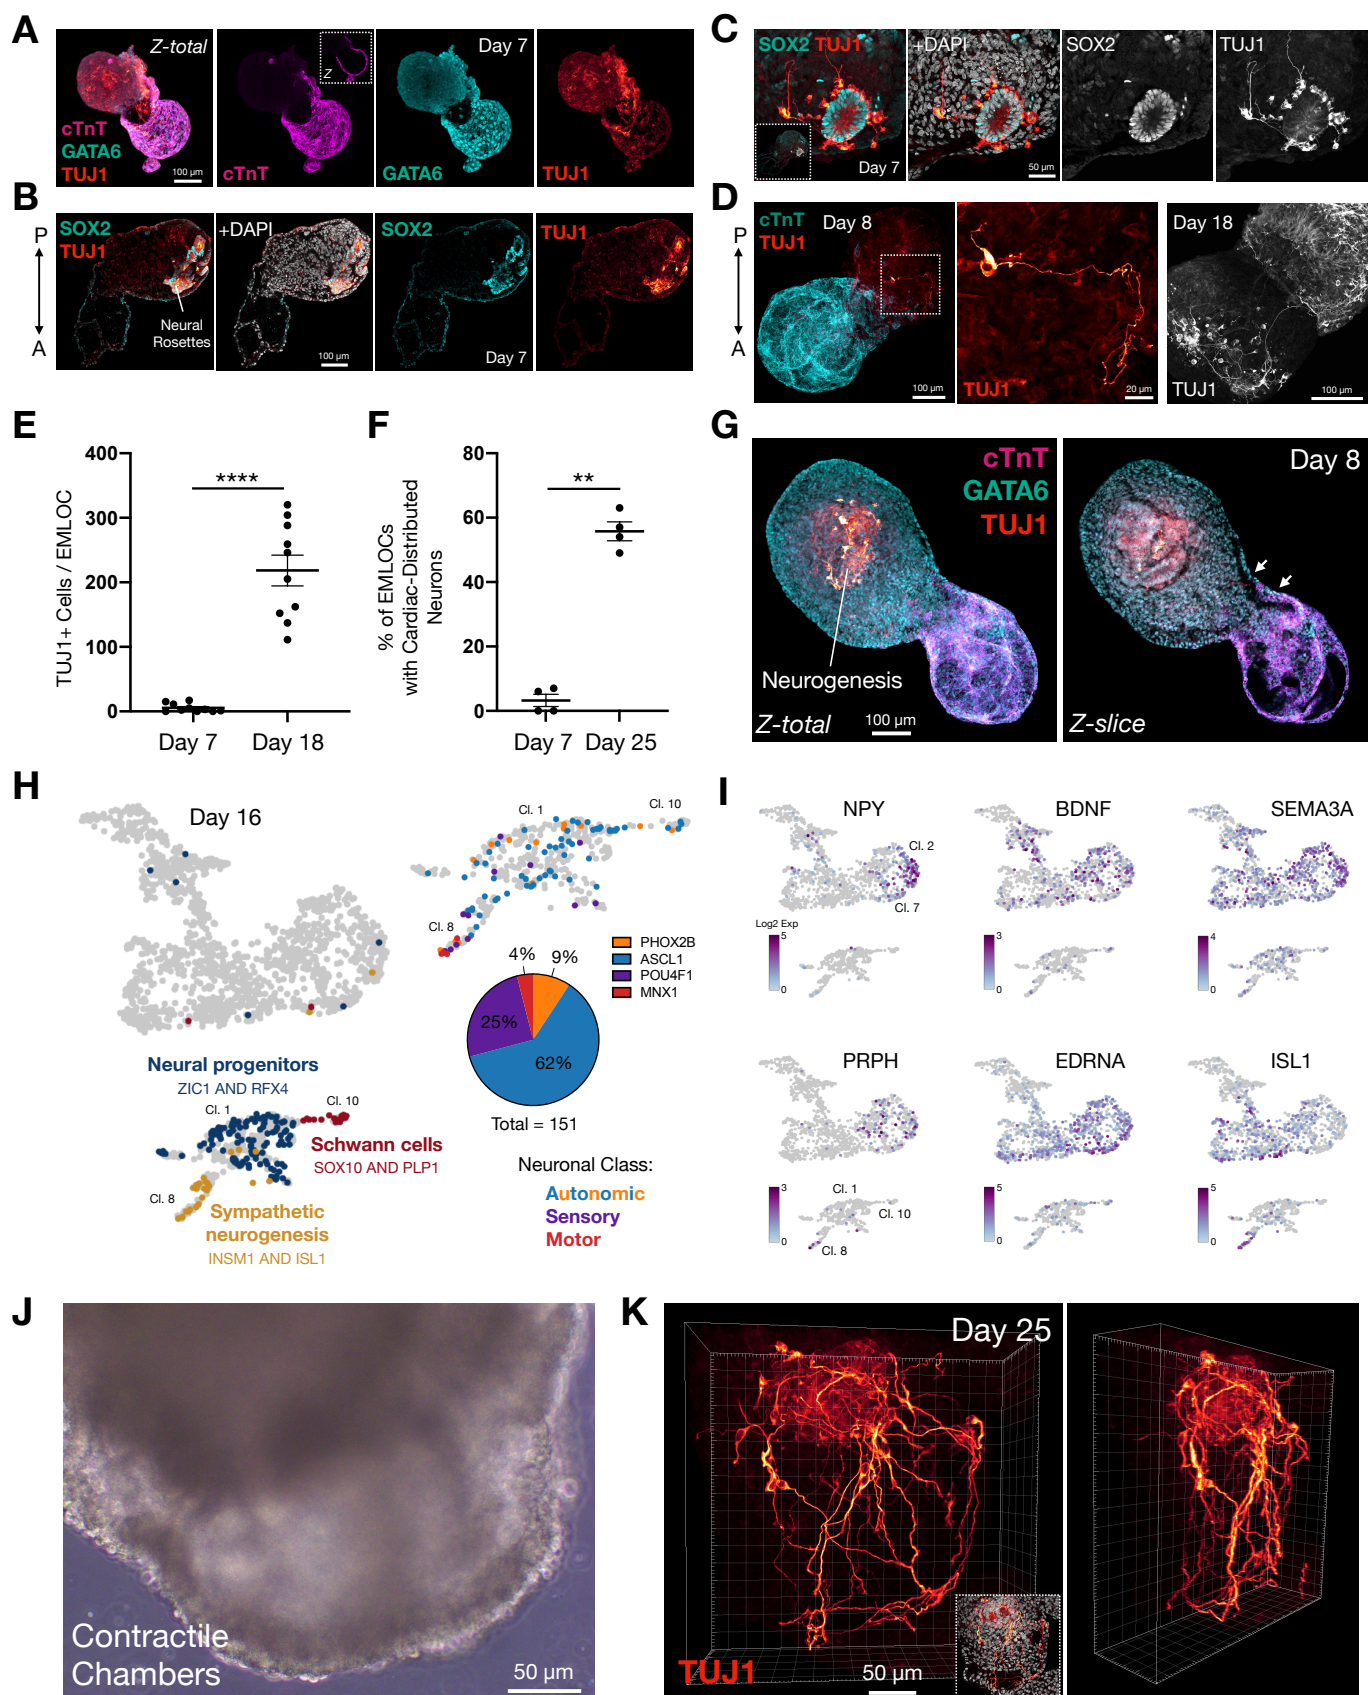 A
Z-total
cTnT
GATA6
TUJ1
100 µm
Z
cTnT
Day 7
GATA6
TUJ1
B
P
A
SOX2
TUJ1
Neural
Rosettes
+DAPI
100 µm
SOX2
Day 7
TUJ1
C
SOX2 TUJ1
Day 7
+DAPI
50 µm
SOX2
TUJ1
D
P
A
cTnT
TUJ1
Day 8
100 µm
TUJ1
20 µm
Day 18
TUJ1
100 µm
E
TUJ1+ Cells / EMLOC
400
300
200
100
0
****
Day 7
Day 18
F
% of EMLOCs
with Cardiac-Distributed
Neurons
80
60
40
20
0
**
Day 7
Day 25
G
cTnT
GATA6
TUJ1
Neurogenesis
Z-total
100 µm
Day 8
Z-slice
H
Day 16
Neural progenitors
ZIC1 AND RFX4
Cl. 1
Cl. 10
Schwann cells
SOX10 AND PLP1
Cl. 8
Sympathetic
neurogenesis
INSM1 AND ISL1
Cl. 1
Cl. 10
Cl. 8
PHOX2B
ASCL1
POU4F1
MNX1
4%
9%
25%
62%
Total = 151
Neuronal Class:
Autonomic
Sensory
Motor
I
NPY
Cl. 2
Cl. 7
Log2 Exp
5
0
BDNF
3
0
SEMA3A
4
0
PRPH
3
0
Cl. 1
Cl. 10
Cl. 8
EDRNA
5
0
ISL1
5
0
J
Contractile
Chambers
50 µm
K
Day 25
TUJ1
50 µm